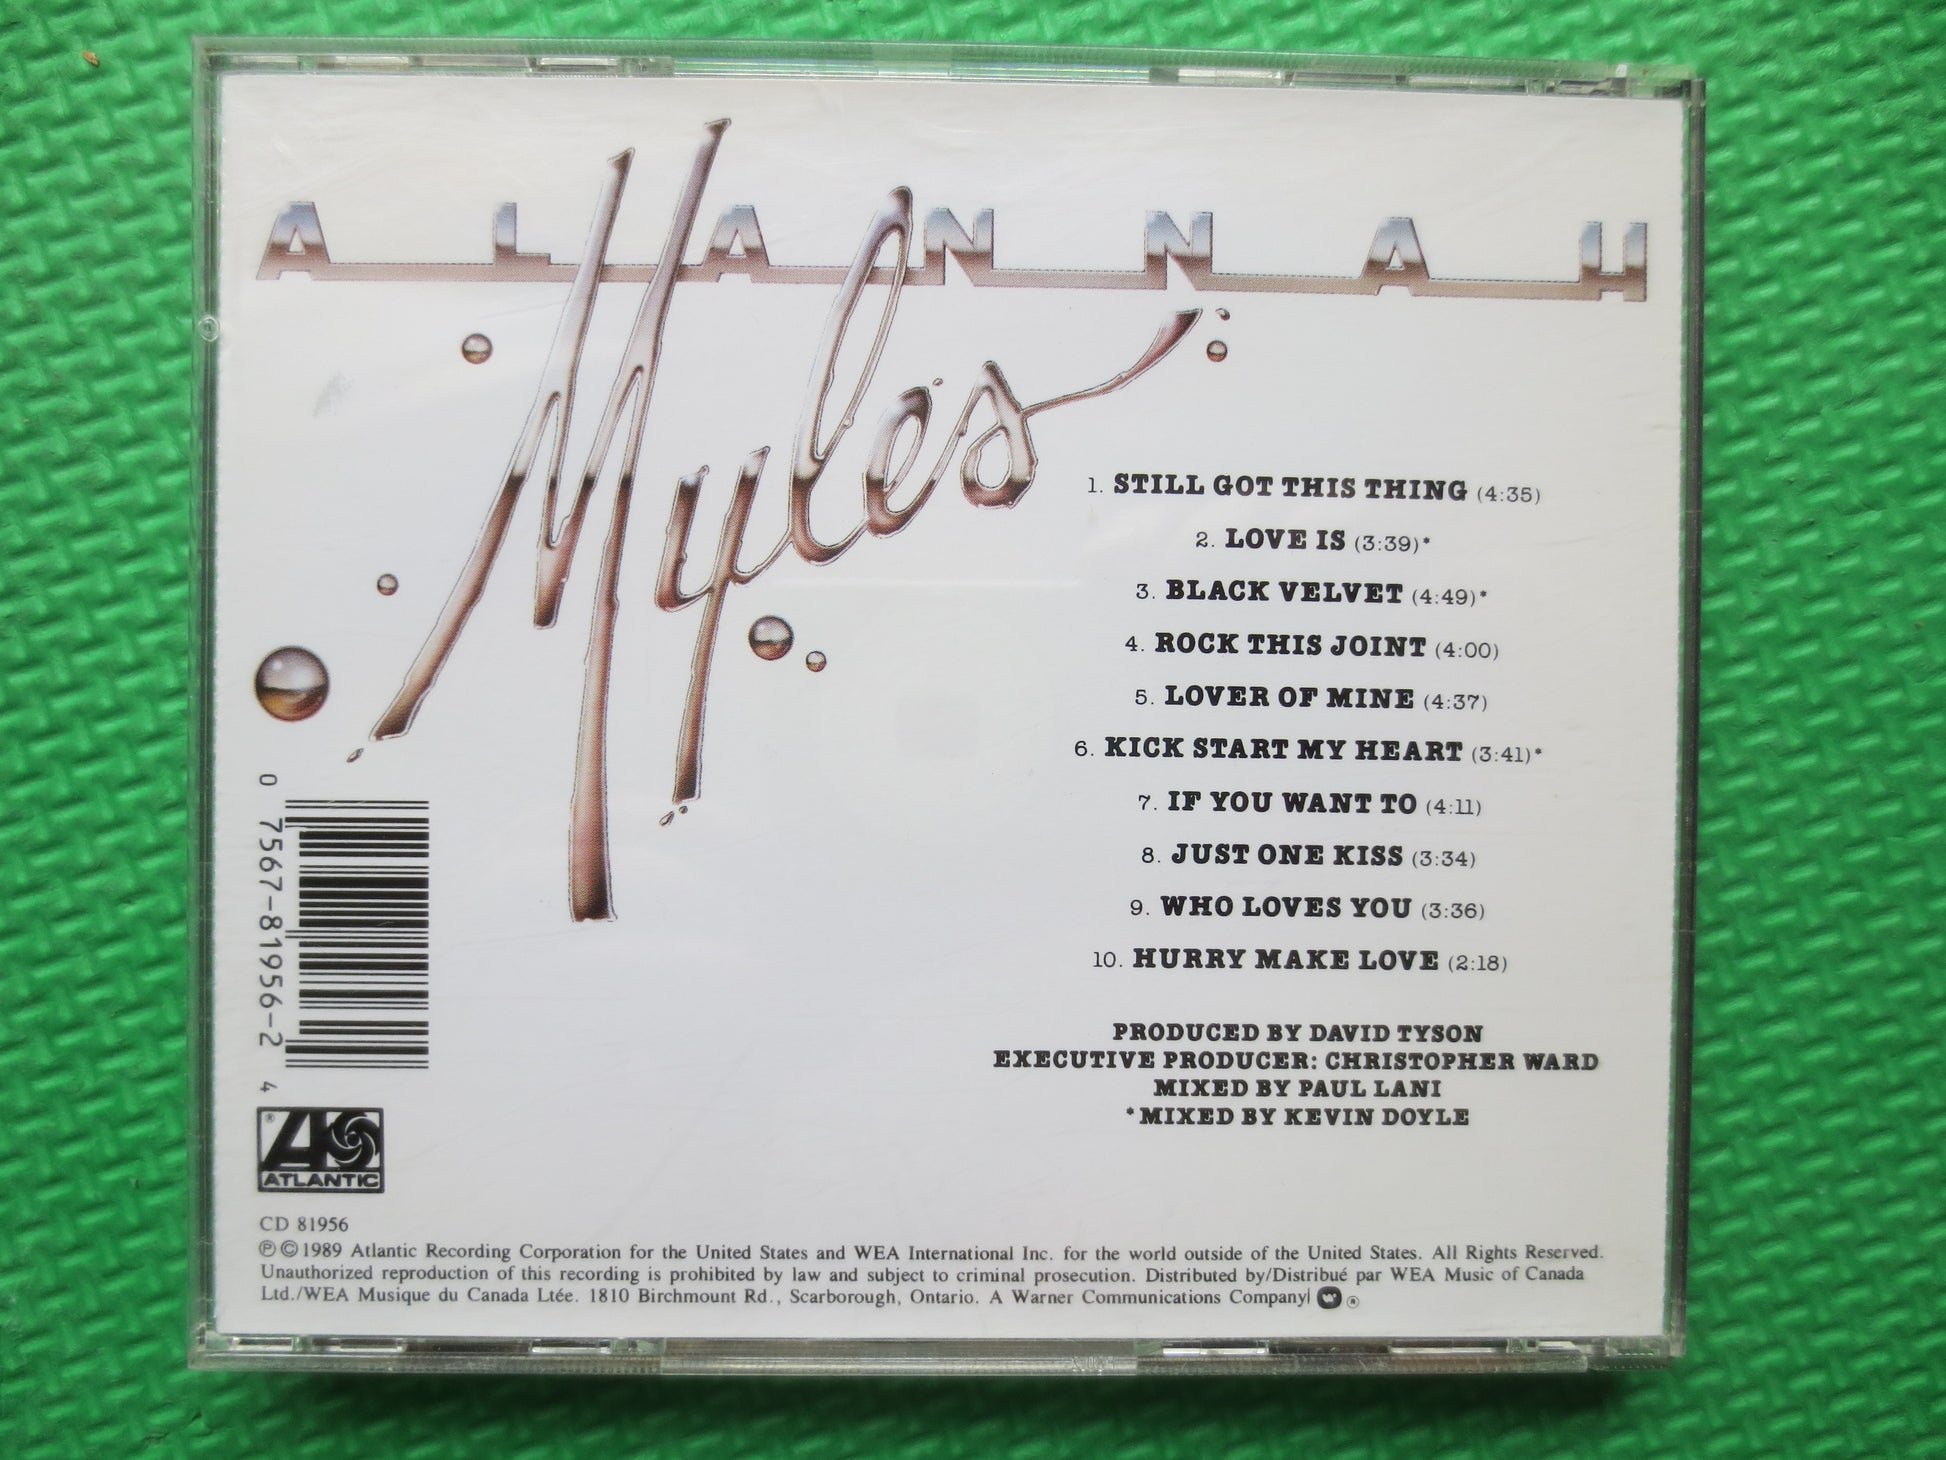 ALANNAH
Myles
1. STILL GOT THIS THING (4:35)
2. LOVE IS (3:39)*
3. BLACK VELVET (4:49)*
4. ROCK THIS JOINT (4:00)
5. LOVER OF MINE (4:37)
6. KICK START MY HEART (3:41)*
7. IF YOU WANT TO (4:11)
8. JUST ONE KISS (3:34)
9. WHO LOVES YOU (3:36)
10. HURRY MAKE LOVE (2:18)
PRODUCED BY DAVID TYSON
EXECUTIVE PRODUCER: CHRISTOPHER WARD
MIXED BY PAUL LANI
*MIXED BY KEVIN DOYLE
0 7567-81956-2 4
®
ATLANTIC
CD 81956
℗©1989 Atlantic Recording Corporation for the United States and WEA International Inc. for the world outside of the United States. All Rights Reserved.
Unauthorized reproduction of this recording is prohibited by law and subject to criminal prosecution. Distributed by/Distribué par WEA Music of Canada
Ltd./WEA Musique du Canada Ltée. 1810 Birchmount Rd., Scarborough, Ontario. A Warner Communications Company ®